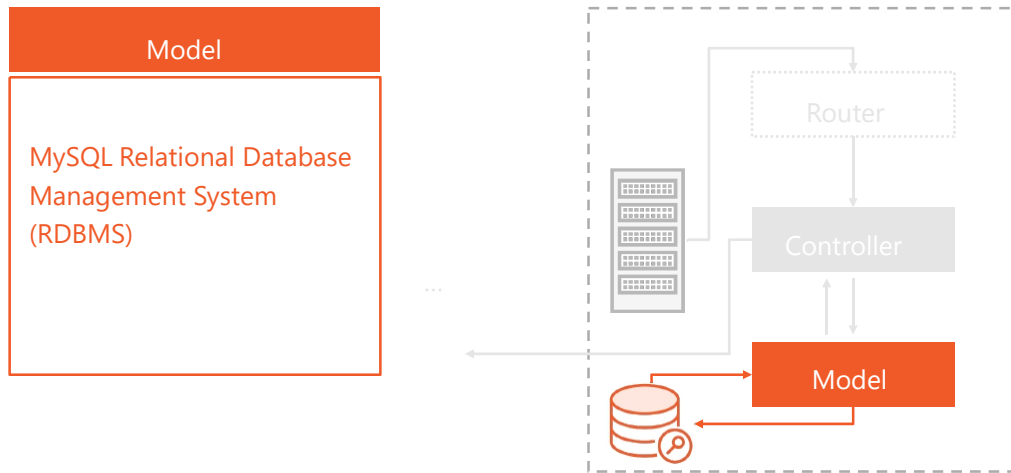 Model
MySQL Relational Database
Management System
(RDBMS)
...
Router
Controller
Model